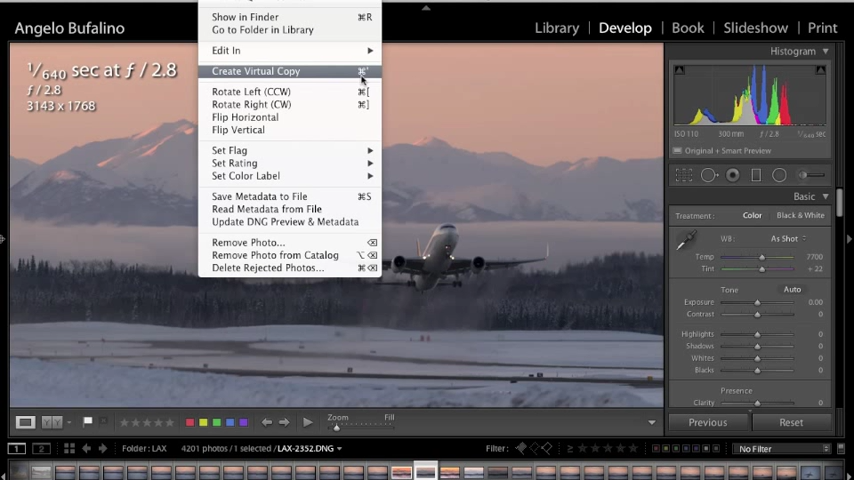 Show in Finder ⌘R
Go to Folder in Library
Edit In
Create Virtual Copy ⌘'
Rotate Left (CCW) ⌘[
Rotate Right (CW) ⌘]
Flip Horizontal
Flip Vertical
Set Flag
Set Rating
Set Color Label
Save Metadata to File ⌘S
Read Metadata from File
Update DNG Preview & Metadata
Remove Photo...
Remove Photo from Catalog
Delete Rejected Photos...
Angelo Bufalino
Library Develop Book Slideshow Print
1/640 sec at ƒ / 2.8
ƒ / 2.8
3143 x 1768
Histogram
ISO 110 300 mm ƒ / 2.8 1/640 sec
Original + Smart Preview
Basic
Treatment: Color Black & White
WB: As Shot
Temp 7700
Tint + 22
Tone Auto
Exposure 0.00
Contrast 0
Highlights 0
Shadows 0
Whites 0
Blacks 0
Presence
Clarity 0
Zoom Fill
Previous Reset
1 2 Folder: LAX 4201 photos / 1 selected / LAX-2352.DNG Filter: No Filter